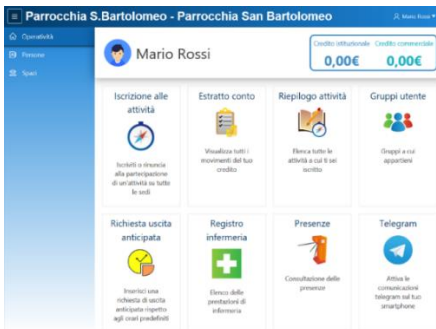 Parrocchia S.Bartolomeo - Parrocchia San Bartolomeo
Mario Rossi
Operatività
Persone
Spazi
Mario Rossi
Credito istituzionale Credito commerciale
0,00€ 0,00€
Iscrizione alle
attività
Iscriviti o rinuncia
alla partecipazione
di un'attività su tutte
le sedi
Estratto conto
Visualizza tutti i
movimenti del tuo
credito
Riepilogo attività
Elenca tutte le
attività a cui ti sei
iscritto
Gruppi utente
Gruppi a cui
appartieni
Richiesta uscita
anticipata
Inserisci una
richiesta di uscita
anticipata rispetto
agli orari predefiniti
Registro
infermeria
Elenco delle
prestazioni di
infermeria
Presenze
Consultazione delle
presenze
Telegram
Attiva le
comunicazioni
telegram sul tuo
smartphone